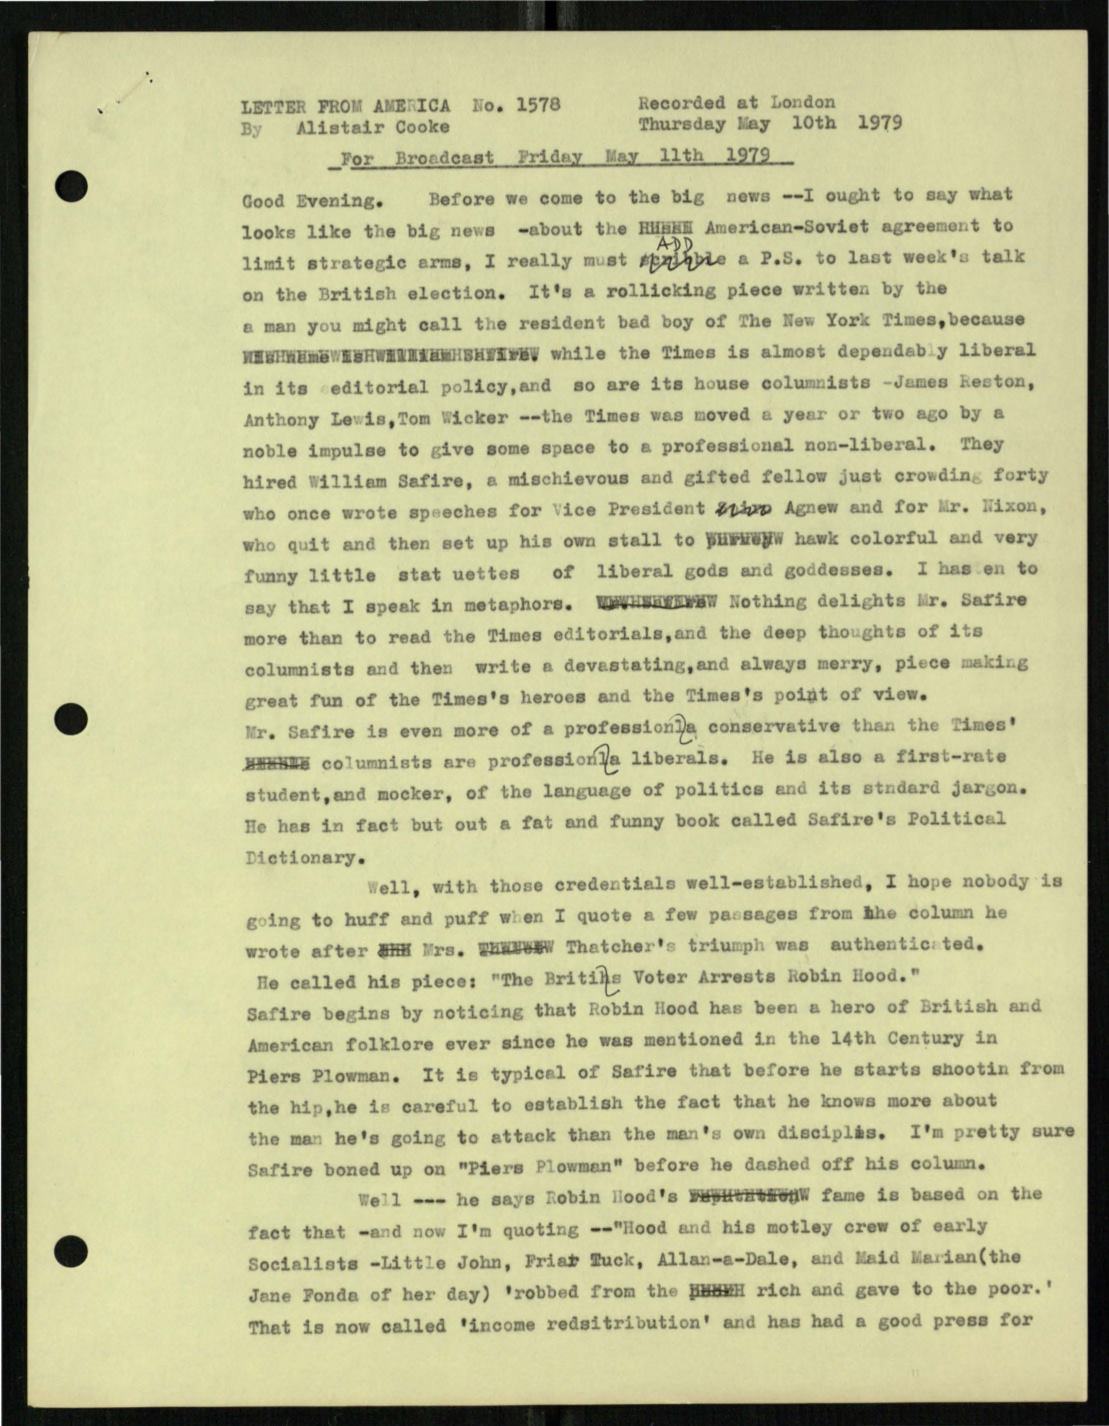 LETTER FROM AMERICA No. 1578 Recorded at London
By Alistair Cooke Thursday May 10th 1979
For Broadcast Friday May 11th 1979
Good Evening. Before we come to the big news --I ought to say what
looks like the big news -about the American-Soviet agreement to
ADD
limit strategic arms, I really must scribble a P.S. to last week's talk
on the British election. It's a rollicking piece written by the
a man you might call the resident bad boy of The New York Times,because
while the Times is almost dependably liberal
in its editorial policy,and so are its house columnists -James Reston,
Anthony Lewis,Tom Wicker --the Times was moved a year or two ago by a
noble impulse to give some space to a professional non-liberal. They
hired William Safire, a mischievous and gifted fellow just crowding forty
who once wrote speeches for Vice President Agnew and for Mr. Nixon,
who quit and then set up his own stall to hawk colorful and very
funny little stat uettes of liberal gods and goddesses. I hasten to
say that I speak in metaphors. Nothing delights Mr. Safire
more than to read the Times editorials,and the deep thoughts of its
columnists and then write a devastating,and always merry, piece making
great fun of the Times's heroes and the Times's point of view.
Mr. Safire is even more of a professionla conservative than the Times'
columnists are professionla liberals. He is also a first-rate
student,and mocker, of the language of politics and its stndard jargon.
He has in fact but out a fat and funny book called Safire's Political
Dictionary.
Well, with those credentials well-established, I hope nobody is
going to huff and puff when I quote a few passages from the column he
wrote after Mrs. Thatcher's triumph was authenticated.
He called his piece: "The Britihs Voter Arrests Robin Hood."
Safire begins by noticing that Robin Hood has been a hero of British and
American folklore ever since he was mentioned in the 14th Century in
Piers Plowman. It is typical of Safire that before he starts shootin from
the hip,he is careful to establish the fact that he knows more about
the man he's going to attack than the man's own disciples. I'm pretty sure
Safire boned up on "Piers Plowman" before he dashed off his column.
Well --- he says Robin Hood's fame is based on the
fact that -and now I'm quoting --"Hood and his motley crew of early
Socialists -Little John, Friar Tuck, Allan-a-Dale, and Maid Marian(the
Jane Fonda of her day) 'robbed from the rich and gave to the poor.'
That is now called 'income redsitribution' and has had a good press for